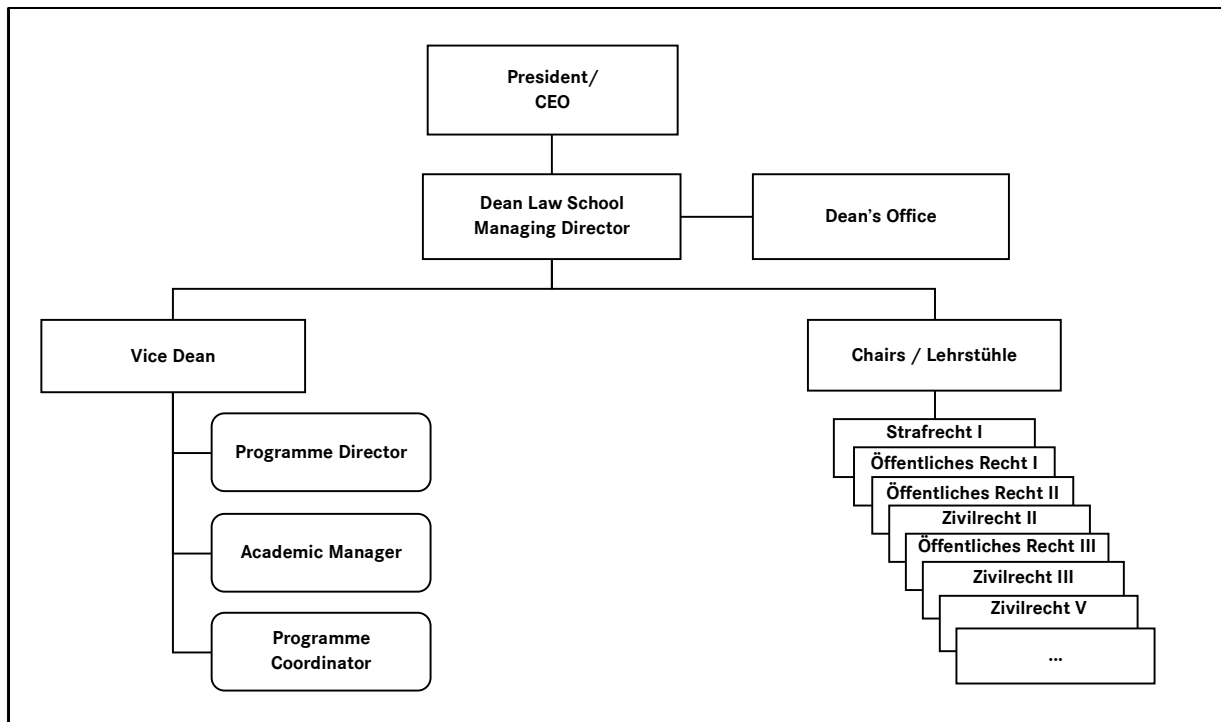 President/
CEO
Dean Law School
Managing Director
Dean’s Office
Vice Dean
Chairs / Lehrstühle
Programme Director
Academic Manager
Programme
Coordinator
Strafrecht I
Öffentliches Recht I
Öffentliches Recht II
Zivilrecht II
Öffentliches Recht III
Zivilrecht III
Zivilrecht V
...